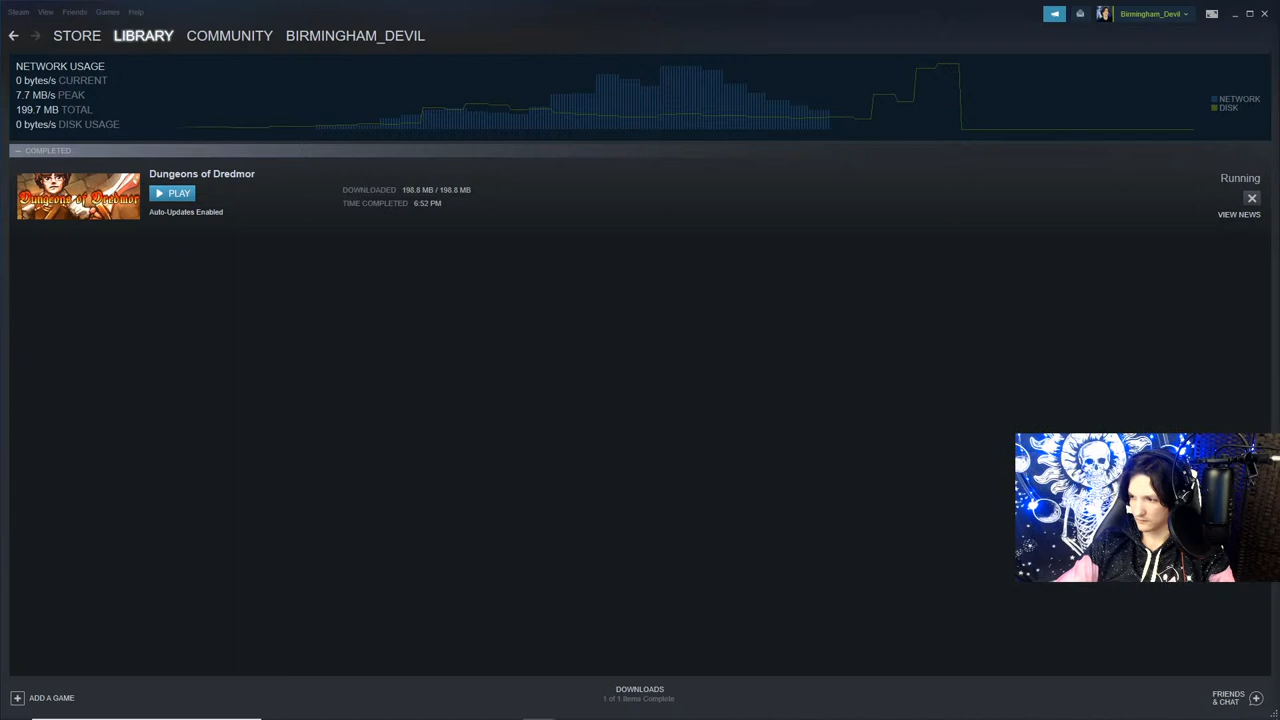 Steam View Friends Games Help
Birmingham_Devil
STORE LIBRARY COMMUNITY BIRMINGHAM_DEVIL
NETWORK USAGE
0 bytes/s CURRENT
7.7 MB/s PEAK
199.7 MB TOTAL
0 bytes/s DISK USAGE
NETWORK
DISK
COMPLETED
Dungeons of Dredmor
Dungeons of Dredmor
PLAY
Auto-Updates Enabled
DOWNLOADED 198.8 MB / 198.8 MB
TIME COMPLETED 6:52 PM
Running
VIEW NEWS
ADD A GAME
DOWNLOADS
1 of 1 Items Complete
FRIENDS
& CHAT